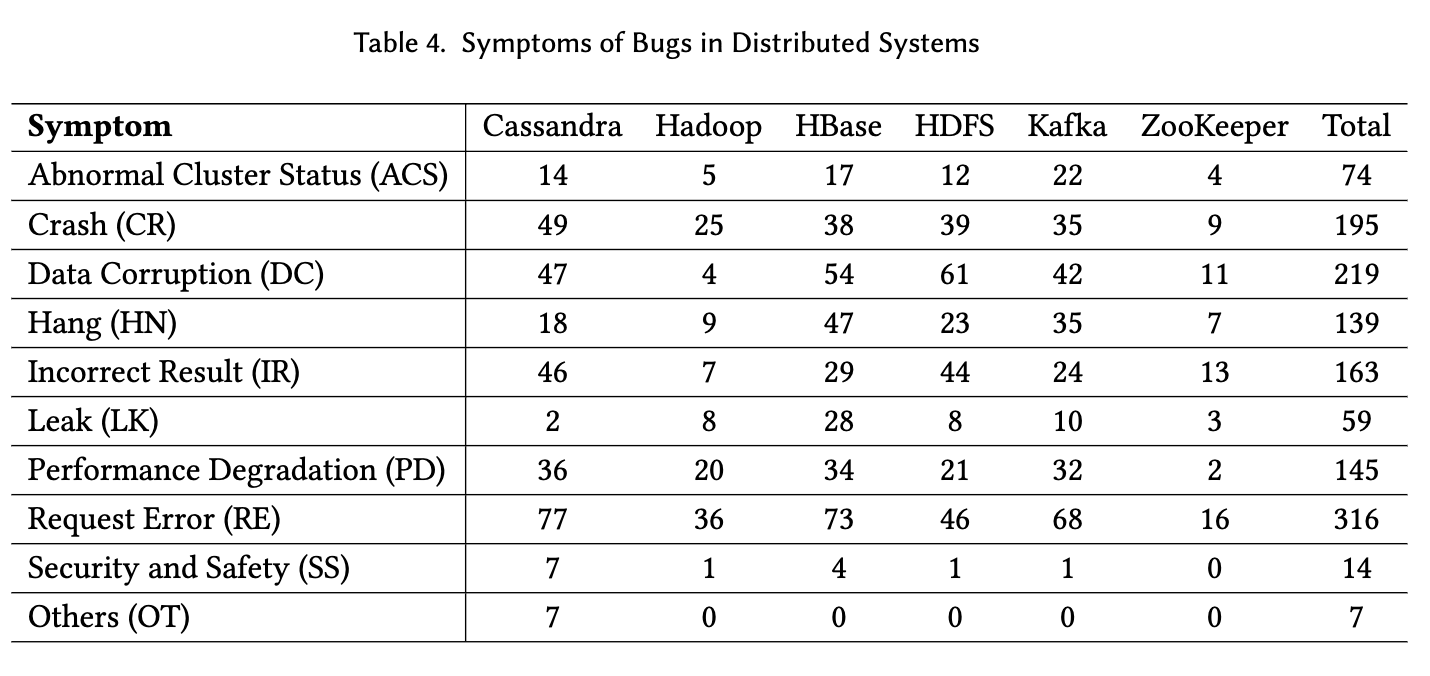 Table 4. Symptoms of Bugs in Distributed Systems
Symptom Cassandra Hadoop HBase HDFS Kafka ZooKeeper Total
Abnormal Cluster Status (ACS) 14 5 17 12 22 4 74
Crash (CR) 49 25 38 39 35 9 195
Data Corruption (DC) 47 4 54 61 42 11 219
Hang (HN) 18 9 47 23 35 7 139
Incorrect Result (IR) 46 7 29 44 24 13 163
Leak (LK) 2 8 28 8 10 3 59
Performance Degradation (PD) 36 20 34 21 32 2 145
Request Error (RE) 77 36 73 46 68 16 316
Security and Safety (SS) 7 1 4 1 1 0 14
Others (OT) 7 0 0 0 0 0 7